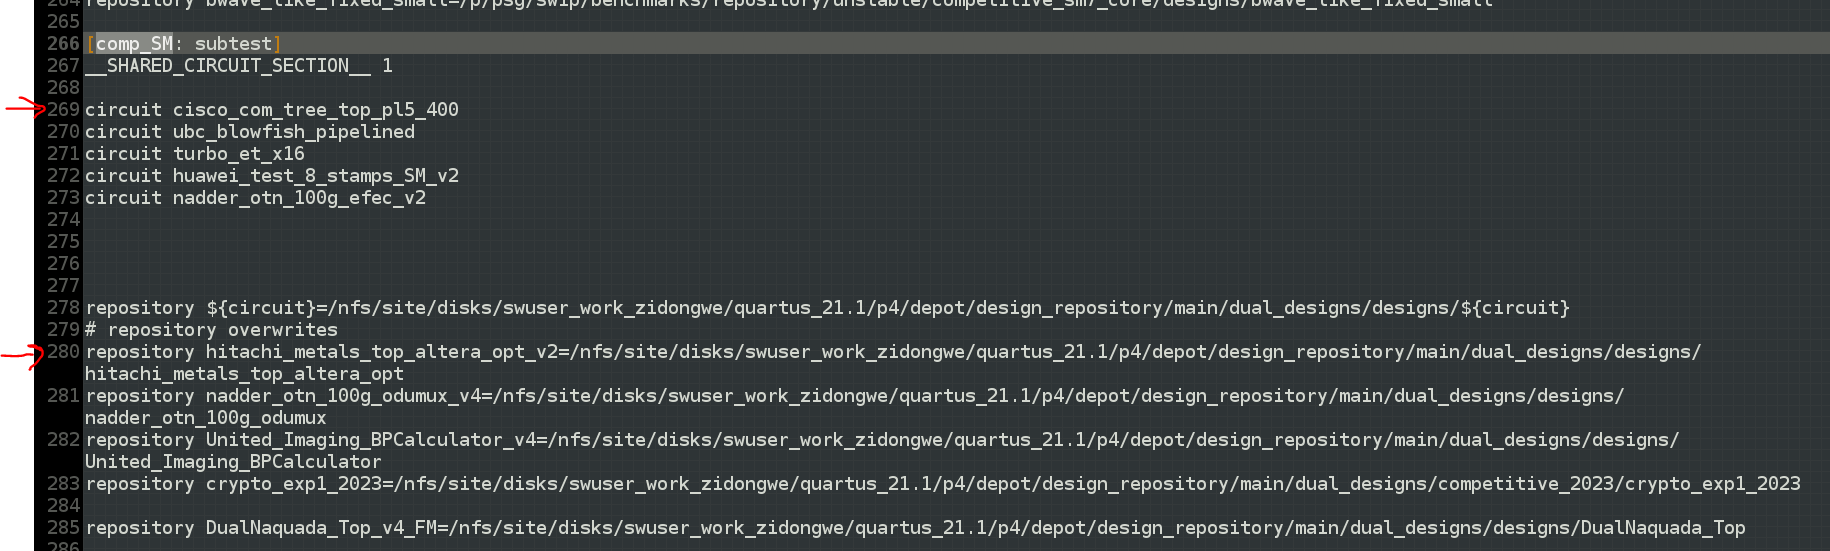 264 repository bwave_like_fixed_small=/p/psg/swip/benchmarks/repository/unstable/competitive_sm7_core/designs/bwave_like_fixed_small
265
266 [comp_SM: subtest]
267 __SHARED_CIRCUIT_SECTION__ 1
268
269 circuit cisco_com_tree_top_pl5_400
270 circuit ubc_blowfish_pipelined
271 circuit turbo_et_x16
272 circuit huawei_test_8_stamps_SM_v2
273 circuit nadder_otn_100g_efec_v2
274
275
276
277
278 repository ${circuit}=/nfs/site/disks/swuser_work_zidongwe/quartus_21.1/p4/depot/design_repository/main/dual_designs/designs/${circuit}
279 # repository overwrites
280 repository hitachi_metals_top_altera_opt_v2=/nfs/site/disks/swuser_work_zidongwe/quartus_21.1/p4/depot/design_repository/main/dual_designs/designs/
hitachi_metals_top_altera_opt
281 repository nadder_otn_100g_odumux_v4=/nfs/site/disks/swuser_work_zidongwe/quartus_21.1/p4/depot/design_repository/main/dual_designs/designs/
nadder_otn_100g_odumux
282 repository United_Imaging_BPCalculator_v4=/nfs/site/disks/swuser_work_zidongwe/quartus_21.1/p4/depot/design_repository/main/dual_designs/designs/
United_Imaging_BPCalculator
283 repository crypto_exp1_2023=/nfs/site/disks/swuser_work_zidongwe/quartus_21.1/p4/depot/design_repository/main/dual_designs/competitive_2023/crypto_exp1_2023
284
285 repository DualNaquada_Top_v4_FM=/nfs/site/disks/swuser_work_zidongwe/quartus_21.1/p4/depot/design_repository/main/dual_designs/designs/DualNaquada_Top
286